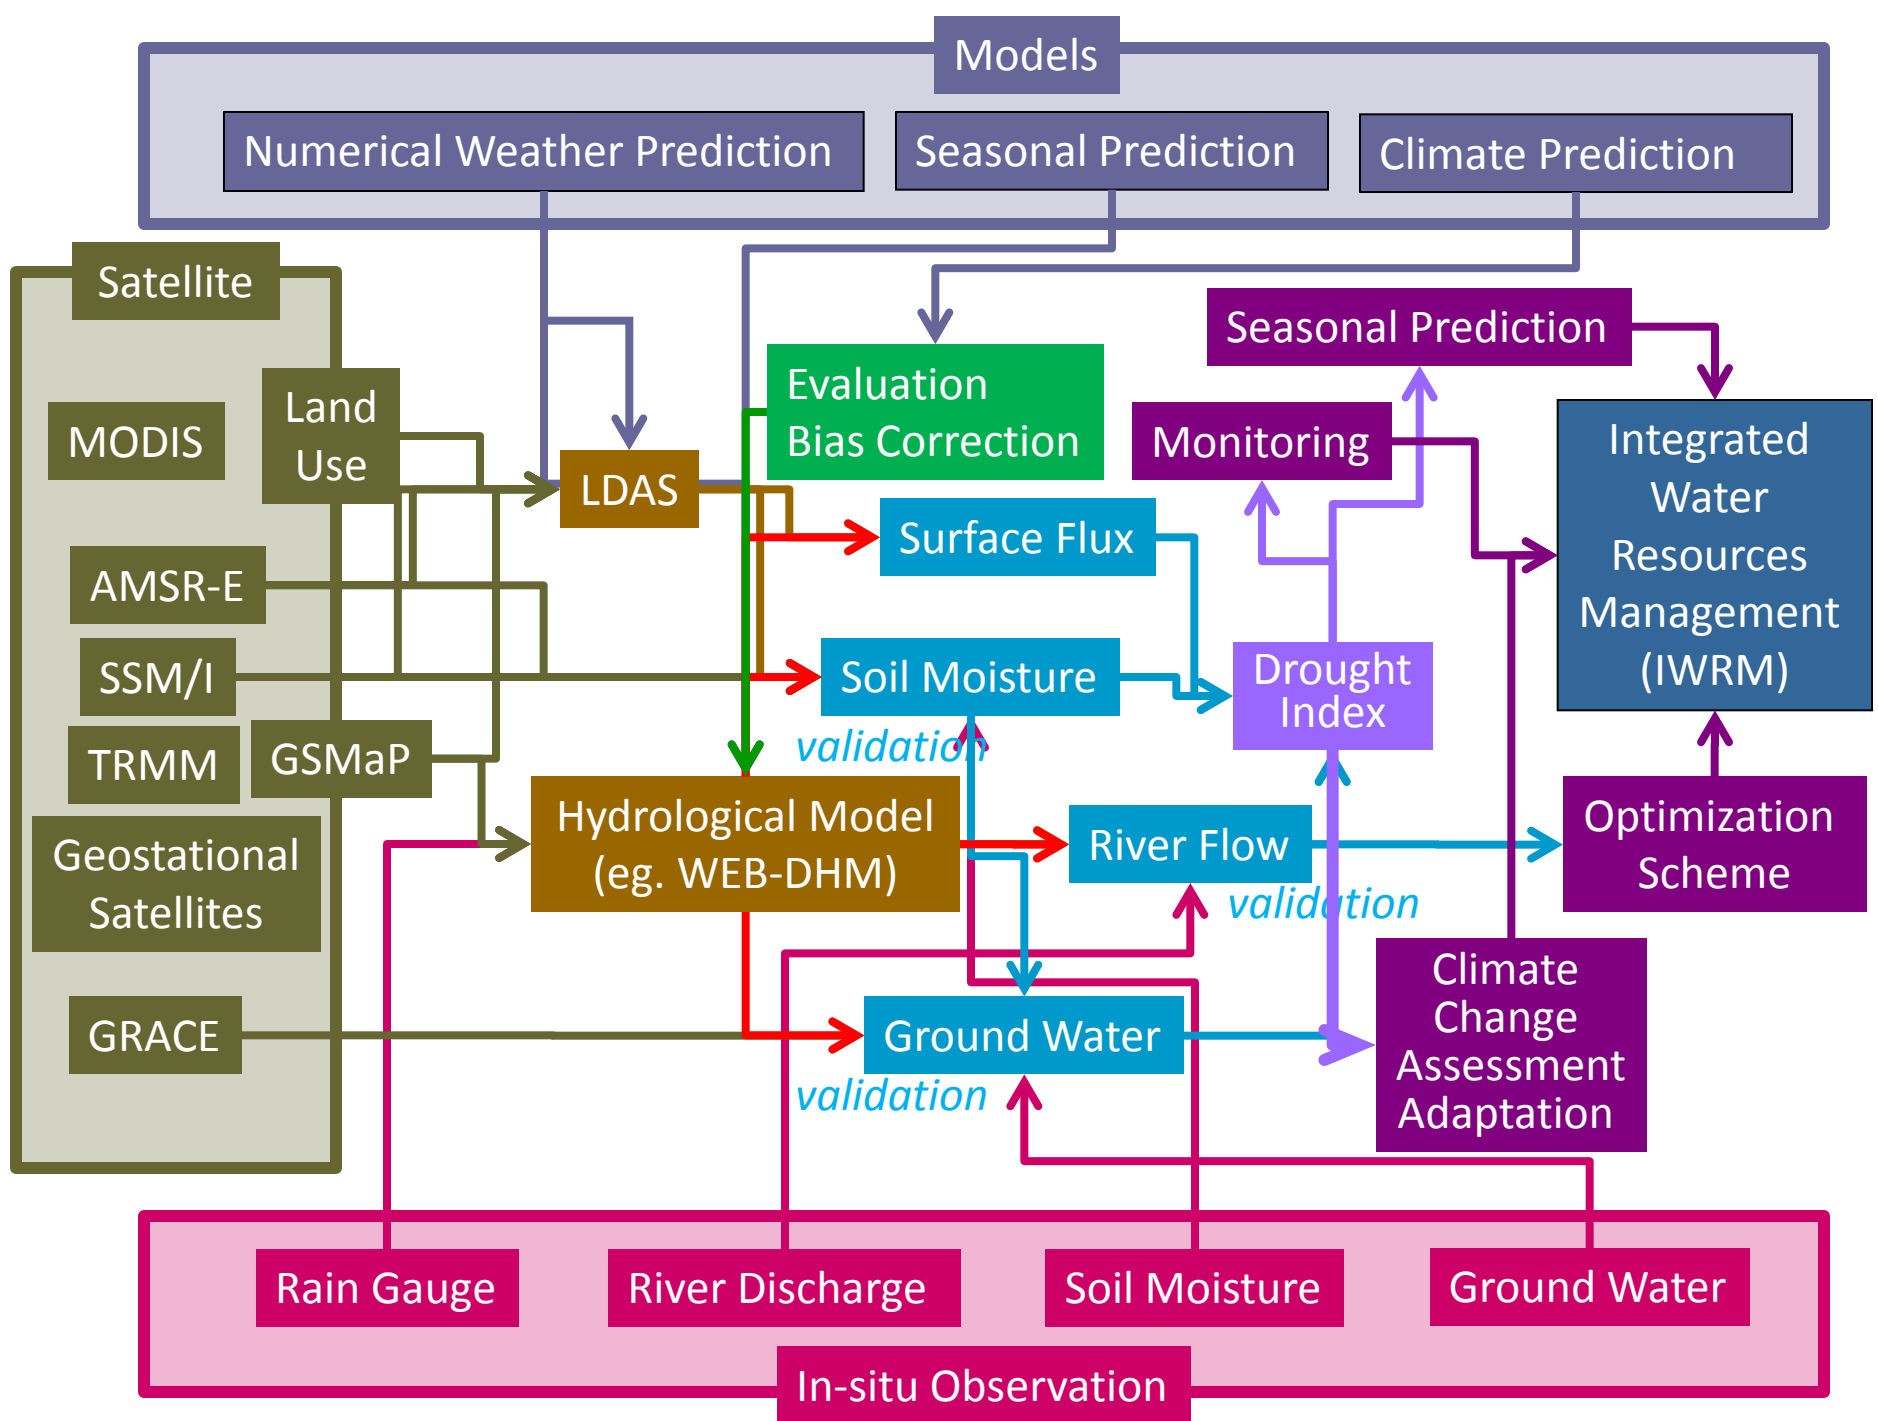 Models
Numerical Weather Prediction
Seasonal Prediction
Climate Prediction
Satellite
Land
Use
MODIS
AMSR-E
SSM/I
TRMM
GSMaP
Geostational
Satellites
GRACE
LDAS
Evaluation
Bias Correction
Surface Flux
Soil Moisture
validation
Hydrological Model
(eg. WEB-DHM)
River Flow
validation
Ground Water
validation
Seasonal Prediction
Monitoring
Drought
Index
Integrated
Water
Resources
Management
(IWRM)
Optimization
Scheme
Climate
Change
Assessment
Adaptation
Rain Gauge
River Discharge
Soil Moisture
Ground Water
In-situ Observation